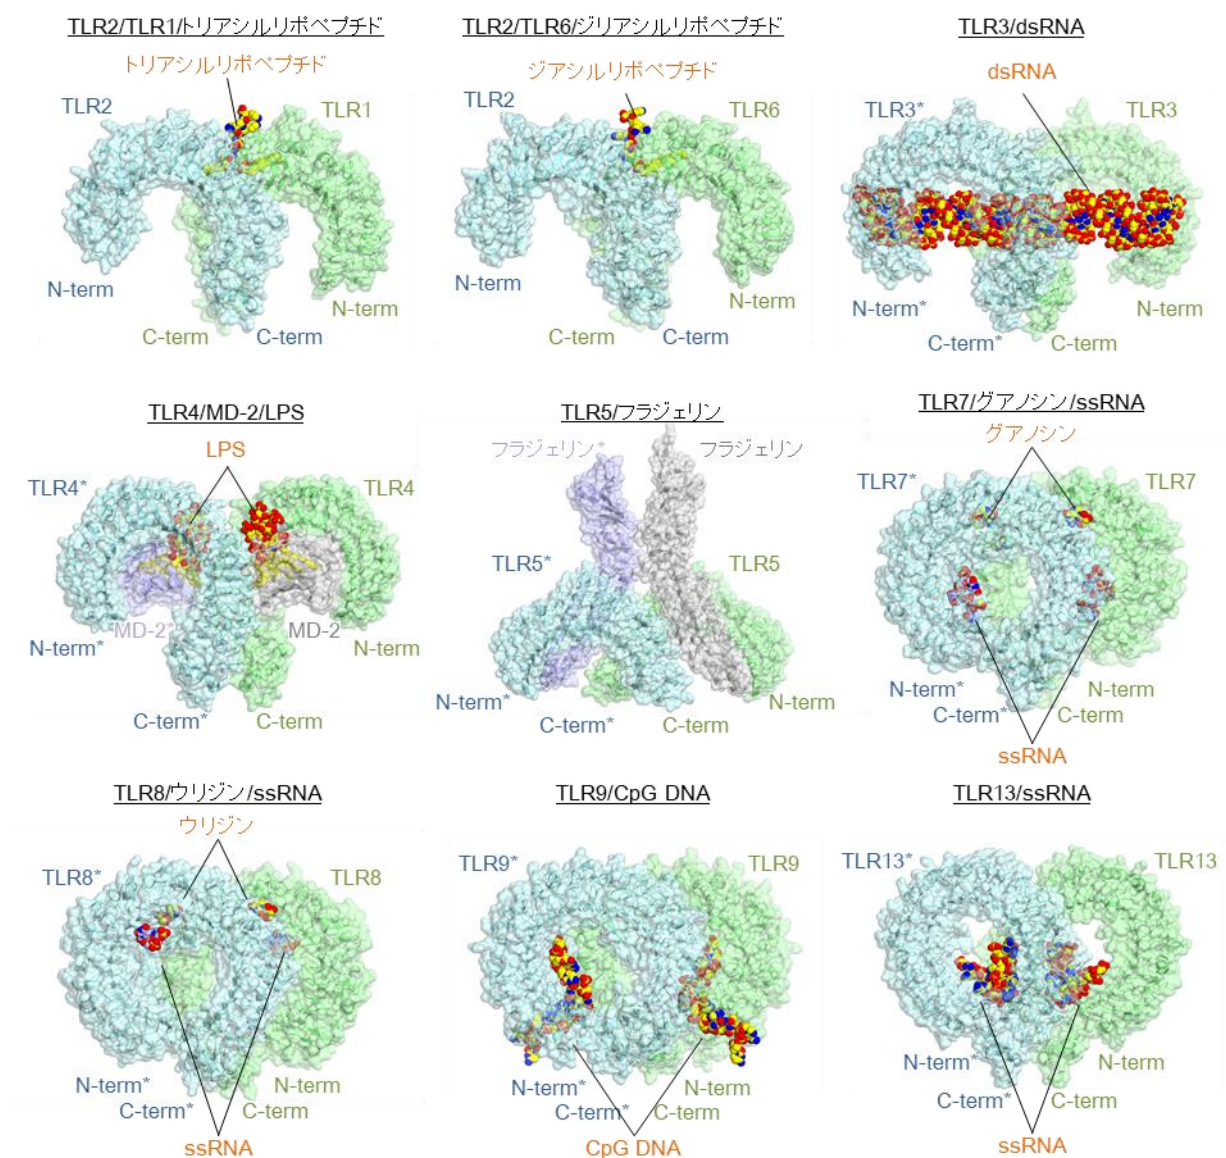 TLR2/TLR1/トリアシルリポペプチド
トリアシルリポペプチド
TLR2
TLR1
N-term
N-term
C-term
C-term
TLR2/TLR6/ジリアシルリポペプチド
ジアシルリポペプチド
TLR2
TLR6
N-term
N-term
C-term
C-term
TLR3/dsRNA
dsRNA
TLR3*
TLR3
N-term*
N-term
C-term*
C-term
TLR4/MD-2/LPS
LPS
TLR4*
TLR4
MD-2*
MD-2
N-term*
N-term
C-term*
C-term
TLR5/フラジェリン
フラジェリン*
フラジェリン
TLR5*
TLR5
N-term*
N-term
C-term*
C-term
TLR7/グアノシン/ssRNA
グアノシン
TLR7*
TLR7
N-term*
N-term
C-term*
C-term
ssRNA
TLR8/ウリジン/ssRNA
ウリジン
TLR8*
TLR8
N-term*
N-term
C-term*
C-term
ssRNA
TLR9/CpG DNA
TLR9*
TLR9
N-term*
N-term
C-term*
C-term
CpG DNA
TLR13/ssRNA
TLR13*
TLR13
N-term*
N-term
C-term*
C-term
ssRNA